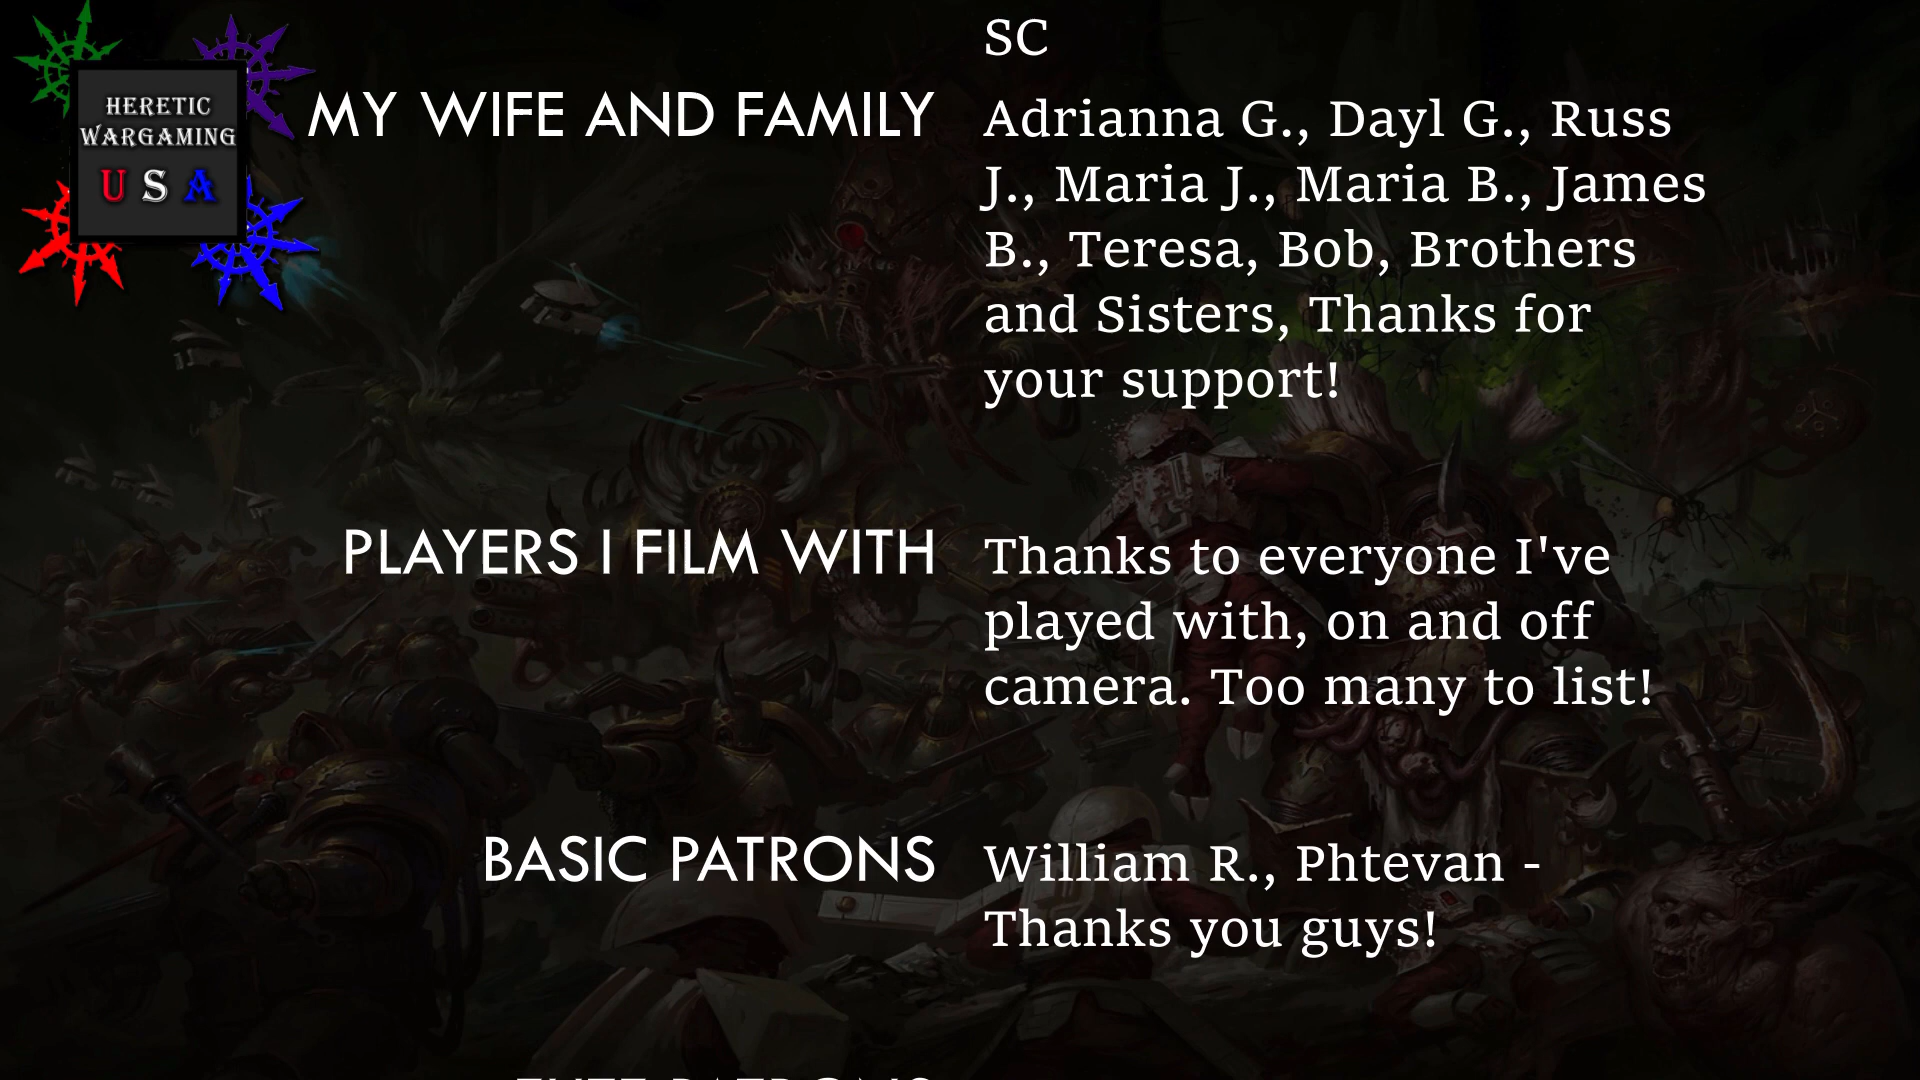 SC
HERETIC
WARGAMING
U S A
MY WIFE AND FAMILY
Adrianna G., Dayl G., Russ
J., Maria J., Maria B., James
B., Teresa, Bob, Brothers
and Sisters, Thanks for
your support!
PLAYERS I FILM WITH
Thanks to everyone I've
played with, on and off
camera. Too many to list!
BASIC PATRONS
William R., Phtevan -
Thanks you guys!